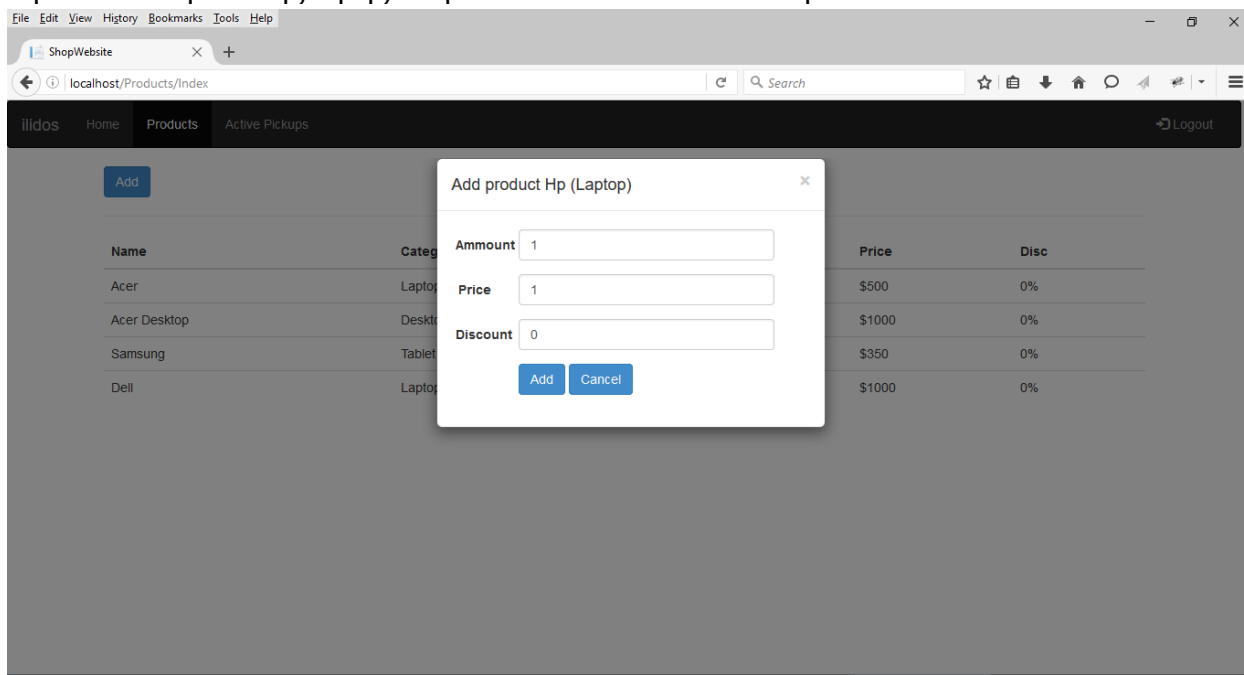 File Edit View History Bookmarks Tools Help
ShopWebsite
localhost/Products/Index
Search
ilidos Home Products Active Pickups Logout
Add
Add product Hp (Laptop)
Ammount 1
Price 1
Discount 0
Add Cancel
Name Categ Price Disc
Acer Laptop $500 0%
Acer Desktop Deskto $1000 0%
Samsung Tablet $350 0%
Dell Laptop $1000 0%